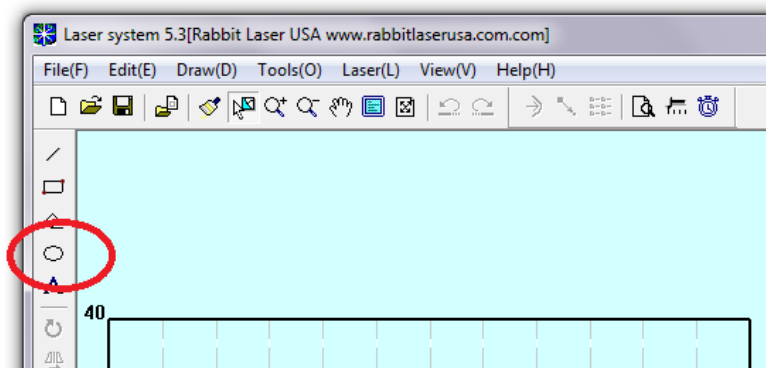 Laser system 5.3[Rabbit Laser USA www.rabbitlaserusa.com.com]
File(F) Edit(E) Draw(D) Tools(O) Laser(L) View(V) Help(H)
A
40